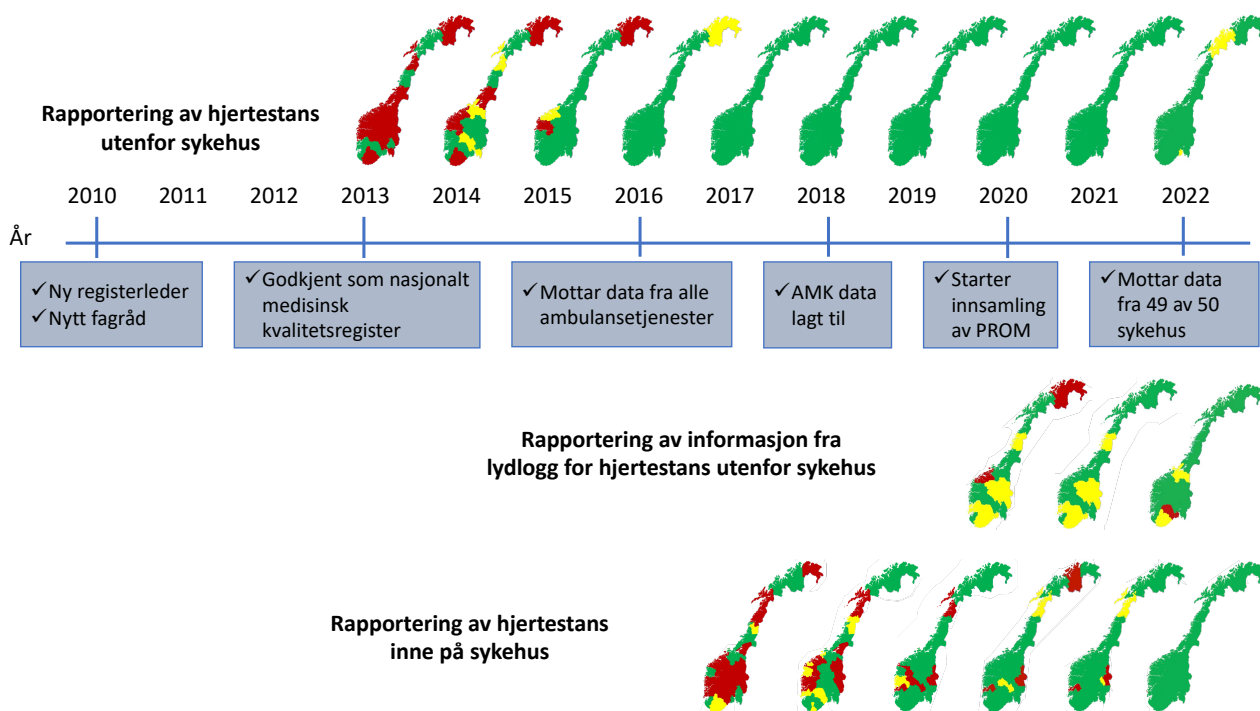 Rapportering av hjertestans
utenfor sykehus
2010 2011 2012 2013 2014 2015 2016 2017 2018 2019 2020 2021 2022
År
✓Ny registerleder
✓Nytt fagråd
✓Godkjent som nasjonalt
medisinsk
kvalitetsregister
✓Mottar data fra alle
ambulansetjenester
✓AMK data
lagt til
✓Starter
innsamling
av PROM
✓Mottar data
fra 49 av 50
sykehus
Rapportering av informasjon fra
lydlogg for hjertestans utenfor sykehus
Rapportering av hjertestans
inne på sykehus